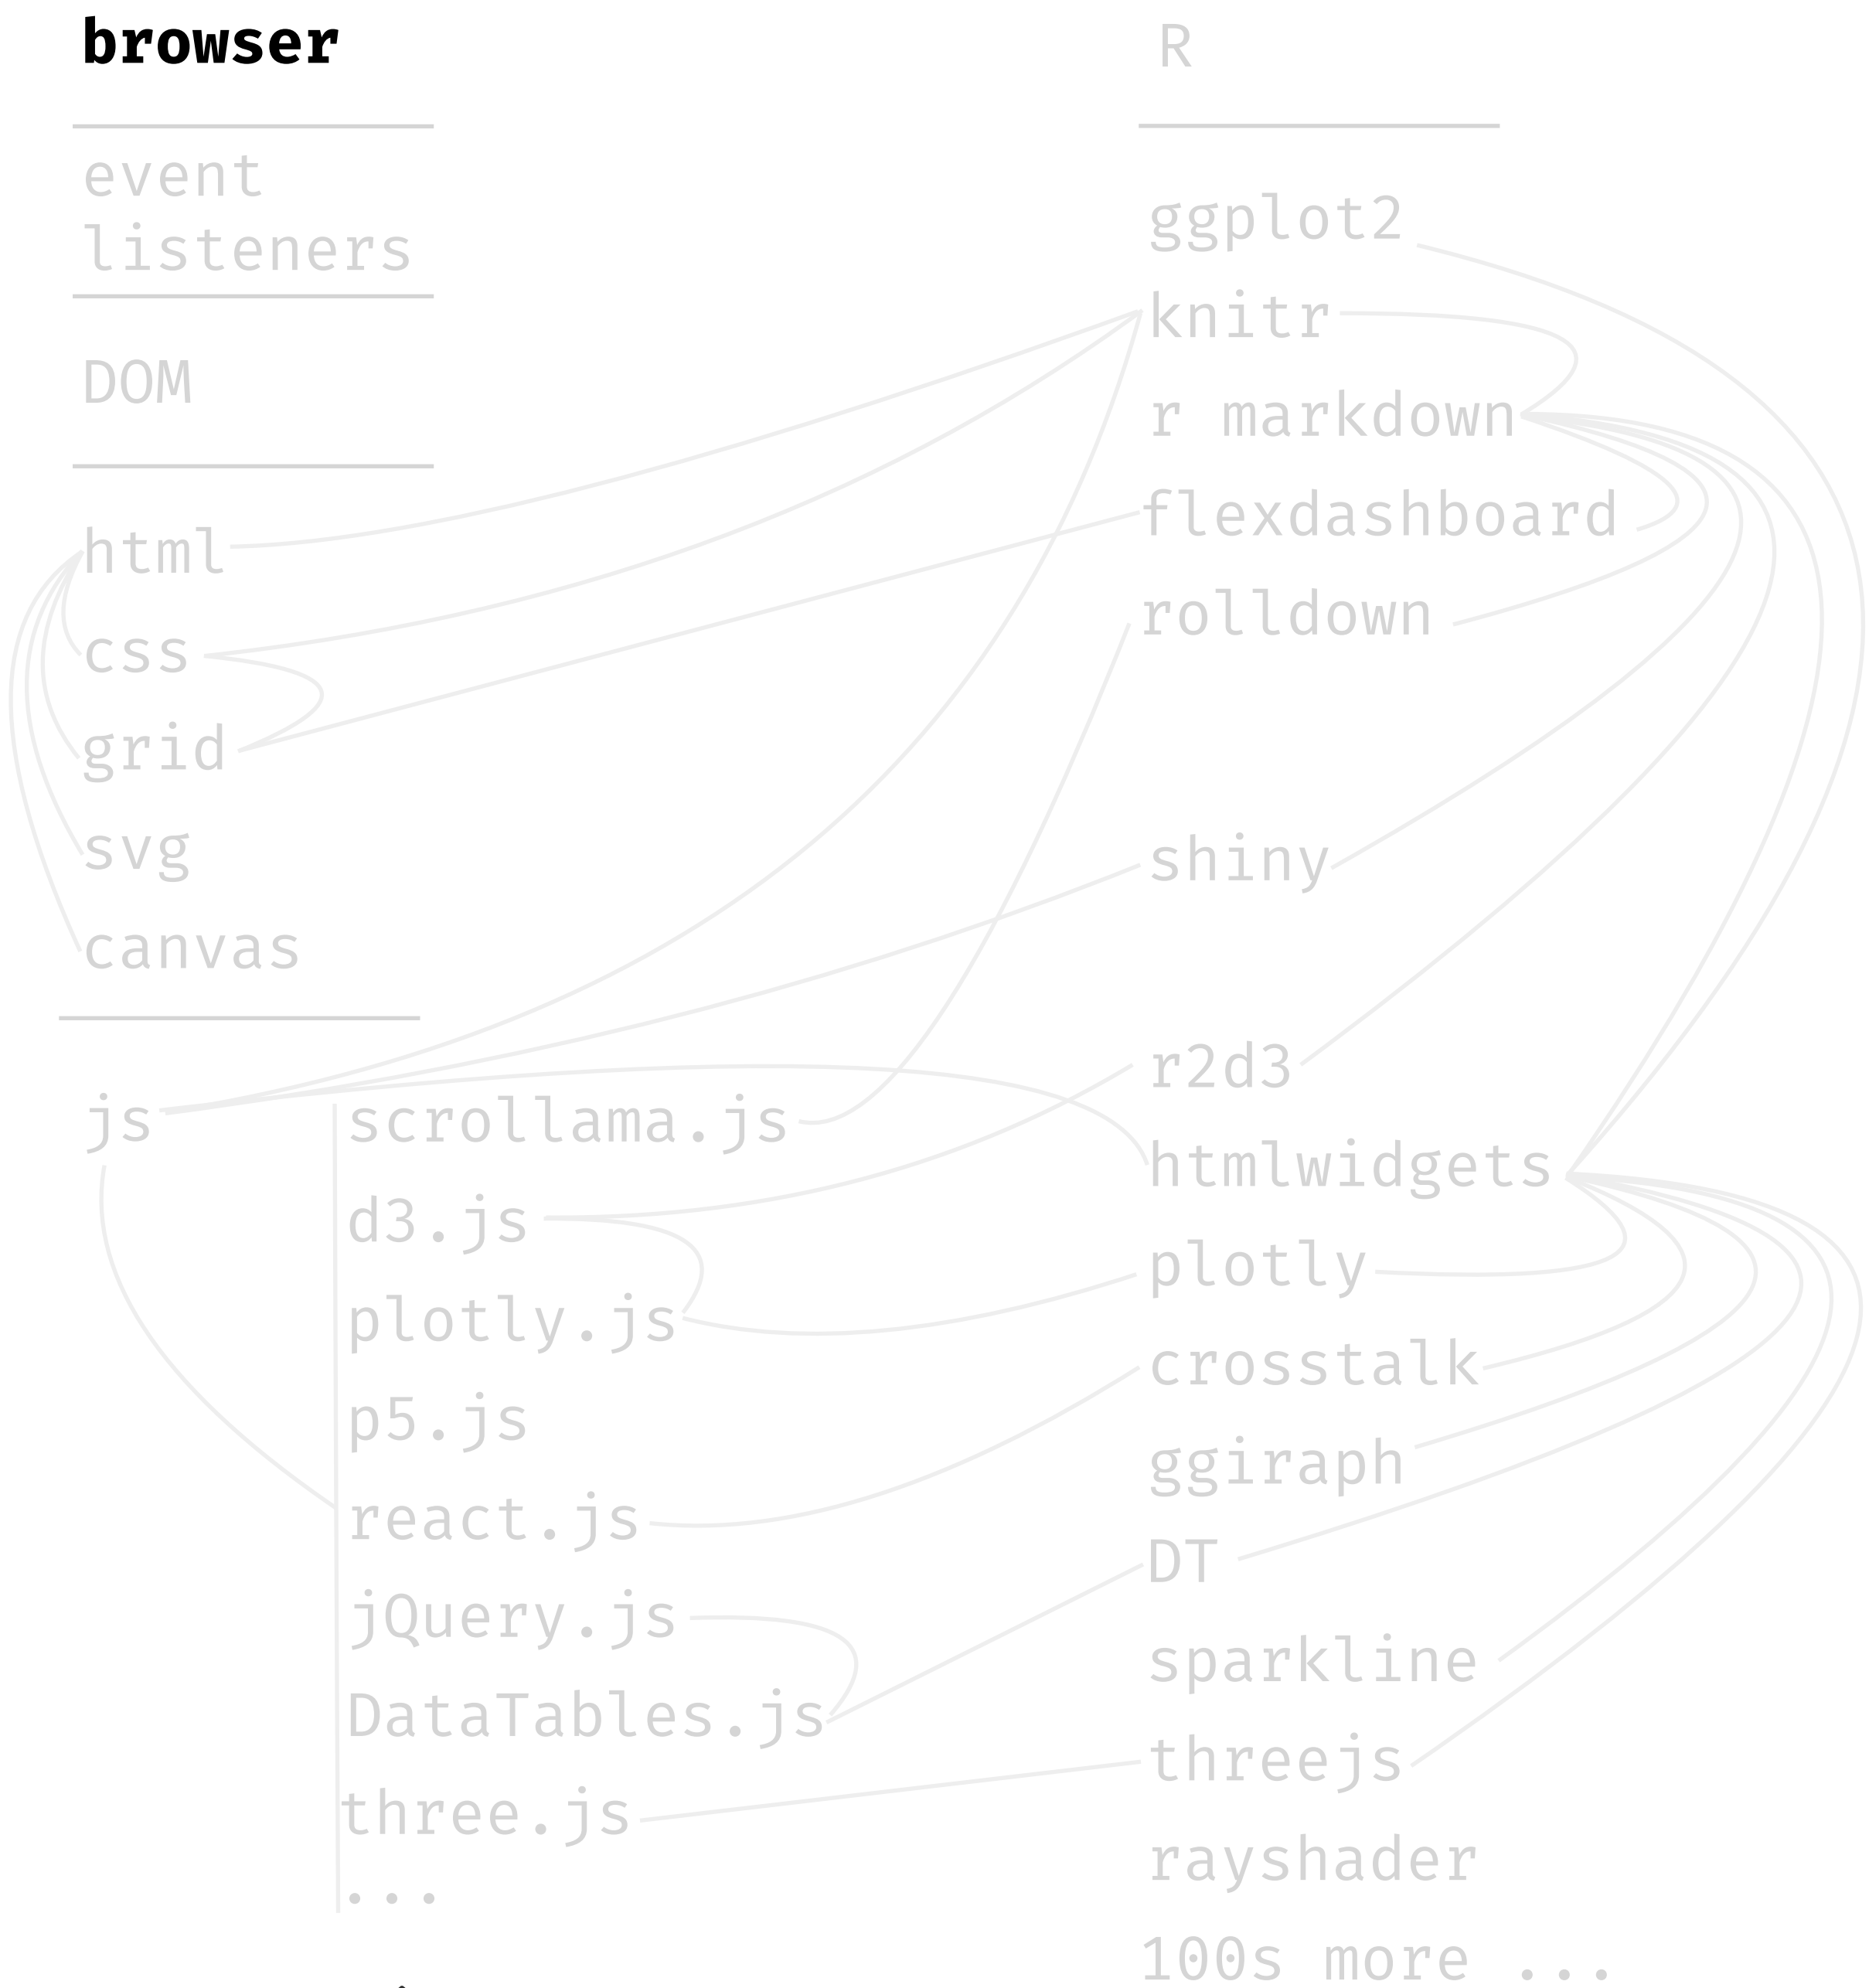 browser
event
listeners
DOM
html
css
grid
svg
canvas
js
scrollama.js
d3.js
plotly.js
p5.js
react.js
jQuery.js
DataTables.js
three.js
...
R
ggplot2
knitr
r markdown
flexdashboard
rolldown
shiny
r2d3
htmlwidgets
plotly
crosstalk
ggiraph
DT
sparkline
threejs
rayshader
100s more ...